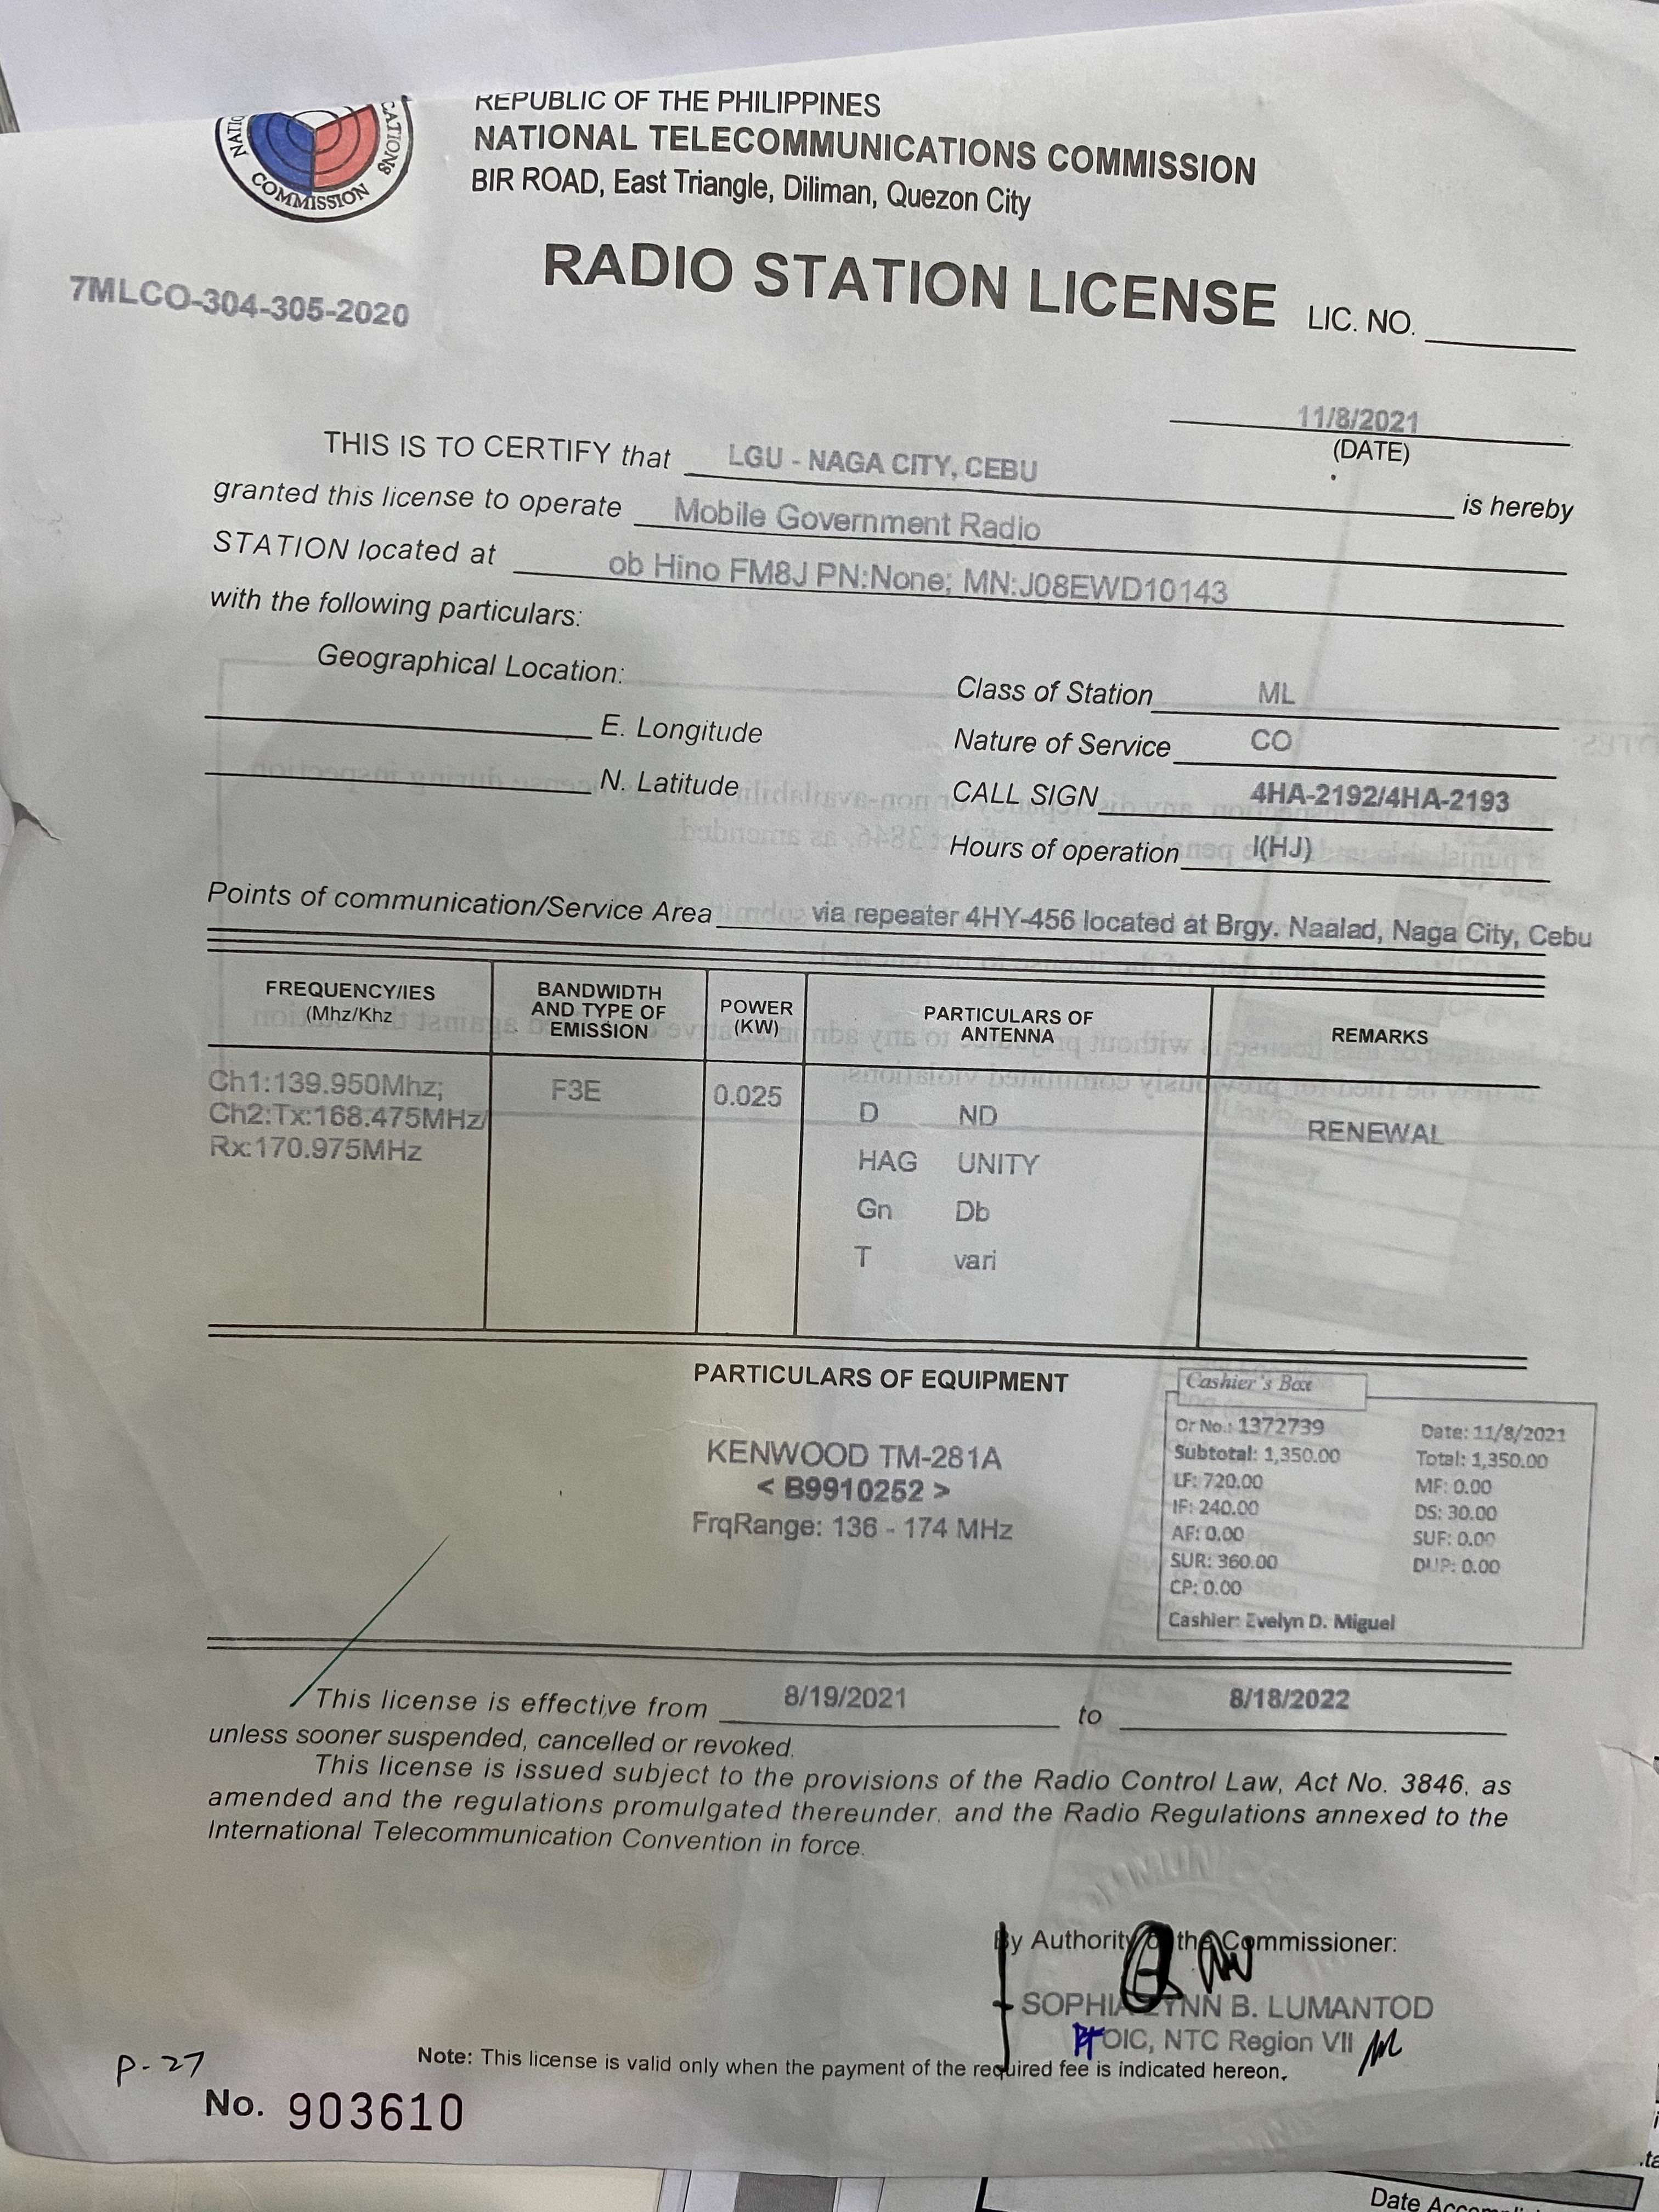 REPUBLIC OF THE PHILIPPINES
NATIONAL TELECOMMUNICATIONS COMMISSION
BIR ROAD, East Triangle, Diliman, Quezon City
COMMISSION
RADIO STATION LICENSE LIC. NO.
7MLCO-304-305-2020
11/8/2021
(DATE)
THIS IS TO CERTIFY that LGU - NAGA CITY, CEBU is hereby
granted this license to operate Mobile Government Radio
STATION located at ob Hino FM8J PN:None; MN:J08EWD10143
with the following particulars:
Geographical Location:
E. Longitude
N. Latitude
Class of Station ML
Nature of Service CO
CALL SIGN 4HA-2192/4HA-2193
Hours of operation I(HJ)
Points of communication/Service Area via repeater 4HY-456 located at Brgy. Naalad, Naga City, Cebu
FREQUENCY/IES
(Mhz/Khz
BANDWIDTH
AND TYPE OF
EMISSION
POWER
(KW)
PARTICULARS OF
ANTENNA
REMARKS
Ch1:139.950Mhz;
Ch2:Tx:168.475MHz/
Rx:170.975MHz
F3E
0.025
D ND
HAG UNITY
Gn Db
T vari
RENEWAL
PARTICULARS OF EQUIPMENT
KENWOOD TM-281A
< B9910252 >
FrqRange: 136 - 174 MHz
Cashier's Box
Or No.: 1372739 Date: 11/8/2021
Subtotal: 1,350.00 Total: 1,350.00
LF: 720.00 MF: 0.00
IF: 240.00 DS: 30.00
AF: 0.00 SUF: 0.00
SUR: 360.00 DUP: 0.00
CP: 0.00
Cashier: Evelyn D. Miguel
This license is effective from 8/19/2021 to 8/18/2022
unless sooner suspended, cancelled or revoked.
This license is issued subject to the provisions of the Radio Control Law, Act No. 3846, as
amended and the regulations promulgated thereunder, and the Radio Regulations annexed to the
International Telecommunication Convention in force.
By Authority of the Commissioner:
SOPHIA LYNN B. LUMANTOD
OIC, NTC Region VII
Note: This license is valid only when the payment of the required fee is indicated hereon.
P-27
No. 903610